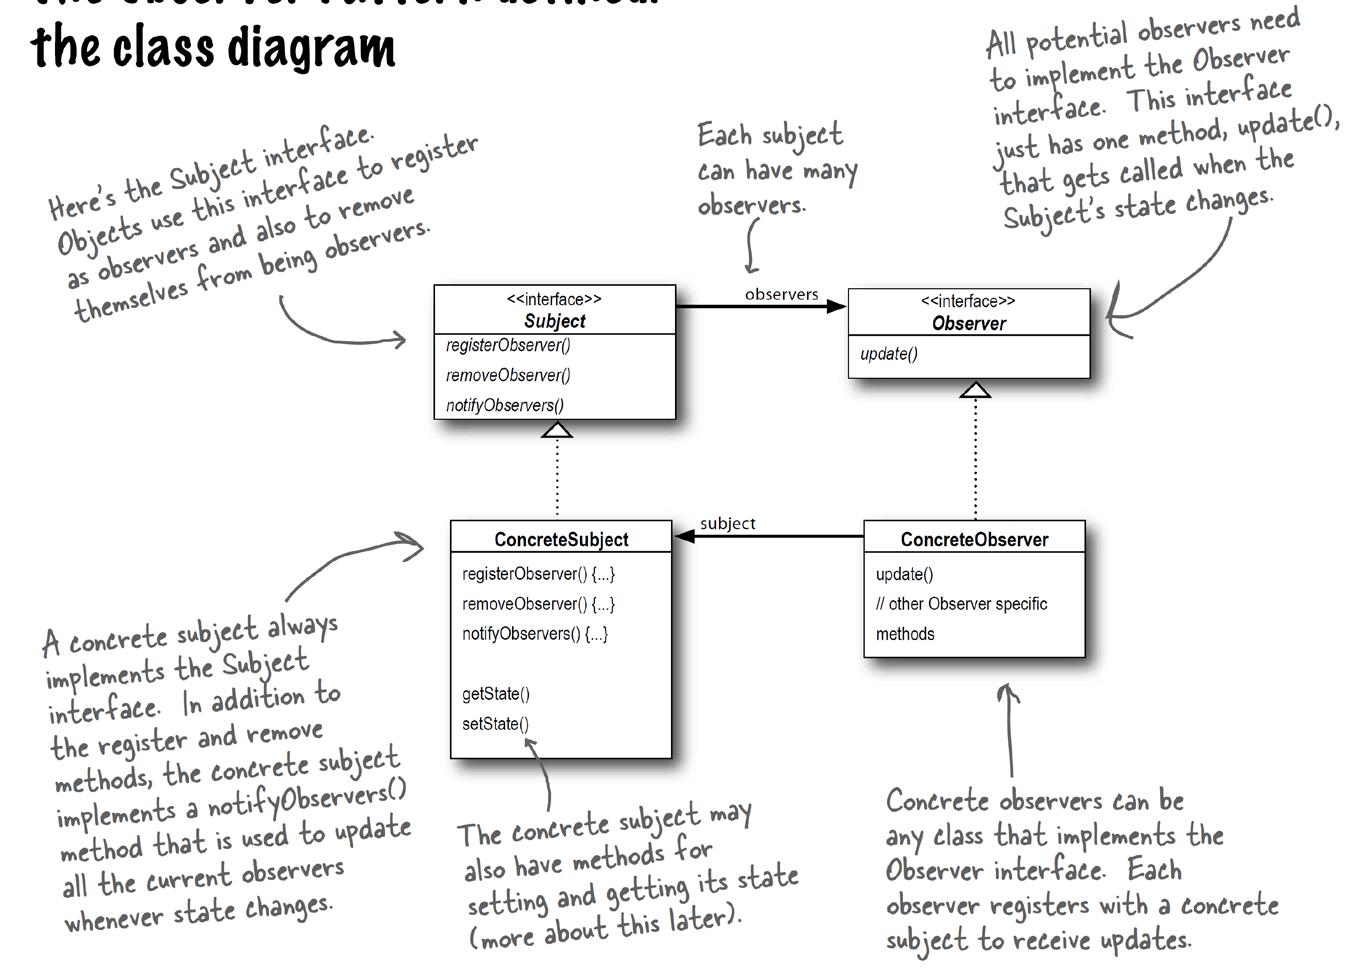 the class diagram
Here's the Subject interface.
Objects use this interface to register
as observers and also to remove
themselves from being observers.
Each subject
can have many
observers.
All potential observers need
to implement the Observer
interface. This interface
just has one method, update(),
that gets called when the
Subject's state changes.
<<interface>>
Subject
registerObserver()
removeObserver()
notifyObservers()
observers
<<interface>>
Observer
update()
ConcreteSubject
registerObserver() {...}
removeObserver() {...}
notifyObservers() {...}
getState()
setState()
subject
ConcreteObserver
update()
// other Observer specific
methods
A concrete subject always
implements the Subject
interface. In addition to
the register and remove
methods, the concrete subject
implements a notifyObservers()
method that is used to update
all the current observers
whenever state changes.
The concrete subject may
also have methods for
setting and getting its state
(more about this later).
Concrete observers can be
any class that implements the
Observer interface. Each
observer registers with a concrete
subject to receive updates.